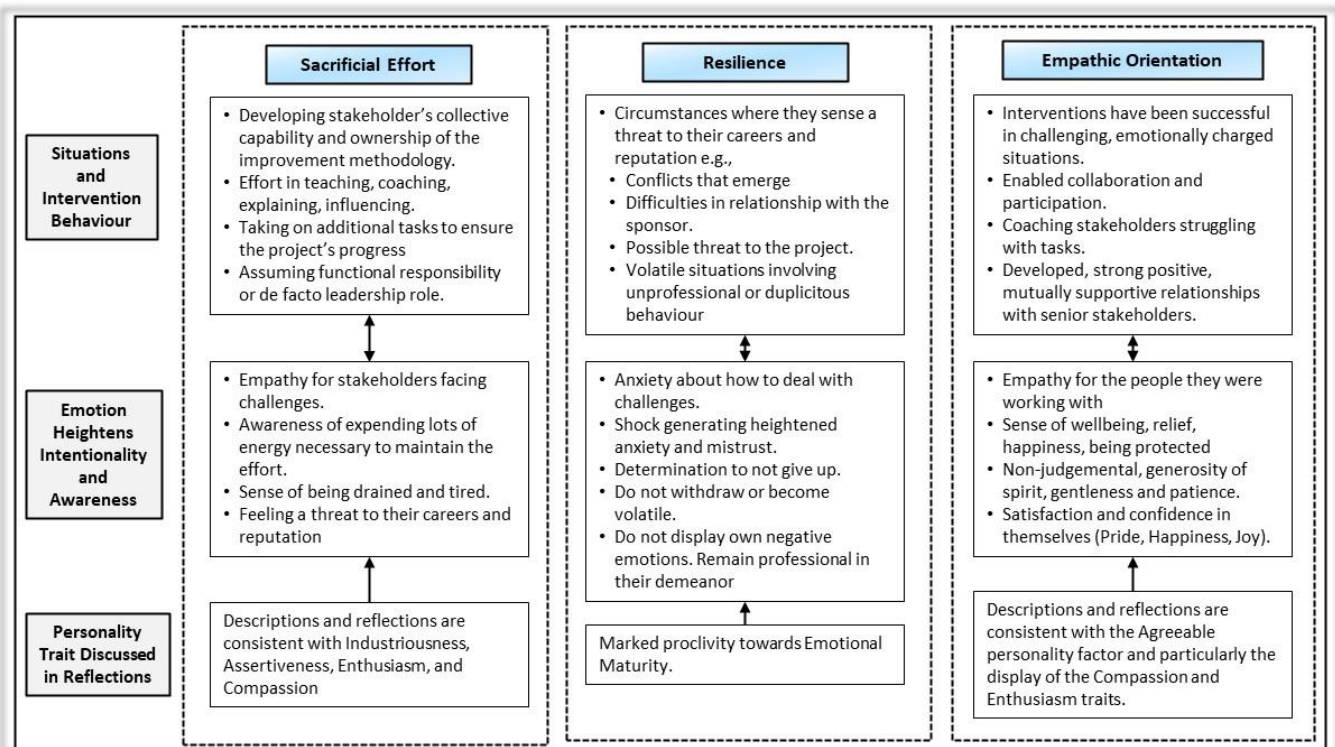 Sacrificial Effort
Resilience
Empathic Orientation
Situations
and
Intervention
Behaviour
• Developing stakeholder's collective
capability and ownership of the
improvement methodology.
• Effort in teaching, coaching,
explaining, influencing.
• Taking on additional tasks to ensure
the project's progress
• Assuming functional responsibility
or de facto leadership role.
• Circumstances where they sense a
threat to their careers and
reputation e.g.,
• Conflicts that emerge
• Difficulties in relationship with the
sponsor.
• Possible threat to the project.
• Volatile situations involving
unprofessional or duplicitous
behaviour
• Interventions have been successful
in challenging, emotionally charged
situations.
• Enabled collaboration and
participation.
• Coaching stakeholders struggling
with tasks.
• Developed, strong positive,
mutually supportive relationships
with senior stakeholders.
Emotion
Heightens
Intentionality
and
Awareness
• Empathy for stakeholders facing
challenges.
• Awareness of expending lots of
energy necessary to maintain the
effort.
• Sense of being drained and tired.
• Feeling a threat to their careers and
reputation
• Anxiety about how to deal with
challenges.
• Shock generating heightened
anxiety and mistrust.
• Determination to not give up.
• Do not withdraw or become
volatile.
• Do not display own negative
emotions. Remain professional in
their demeanor
• Empathy for the people they were
working with
• Sense of wellbeing, relief,
happiness, being protected
• Non-judgemental, generosity of
spirit, gentleness and patience.
• Satisfaction and confidence in
themselves (Pride, Happiness, Joy).
Personality
Trait Discussed
in Reflections
Descriptions and reflections are
consistent with Industriousness,
Assertiveness, Enthusiasm, and
Compassion
Marked proclivity towards Emotional
Maturity.
Descriptions and reflections are
consistent with the Agreeable
personality factor and particularly the
display of the Compassion and
Enthusiasm traits.